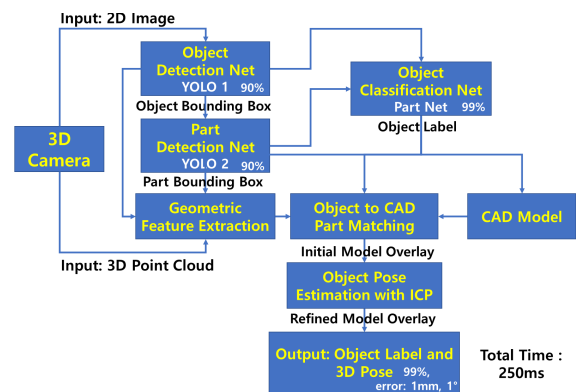 Input: 2D Image
Object
Detection Net
YOLO 1 90%
Object Bounding Box
Object
Classification Net
Part Net 99%
Object Label
3D
Camera
Part
Detection Net
YOLO 2 90%
Part Bounding Box
Geometric
Feature Extraction
Object to CAD
Part Matching
CAD Model
Input: 3D Point Cloud
Initial Model Overlay
Object Pose
Estimation with ICP
Refined Model Overlay
Output: Object Label and
3D Pose 99%,
error: 1mm, 1°
Total Time :
250ms